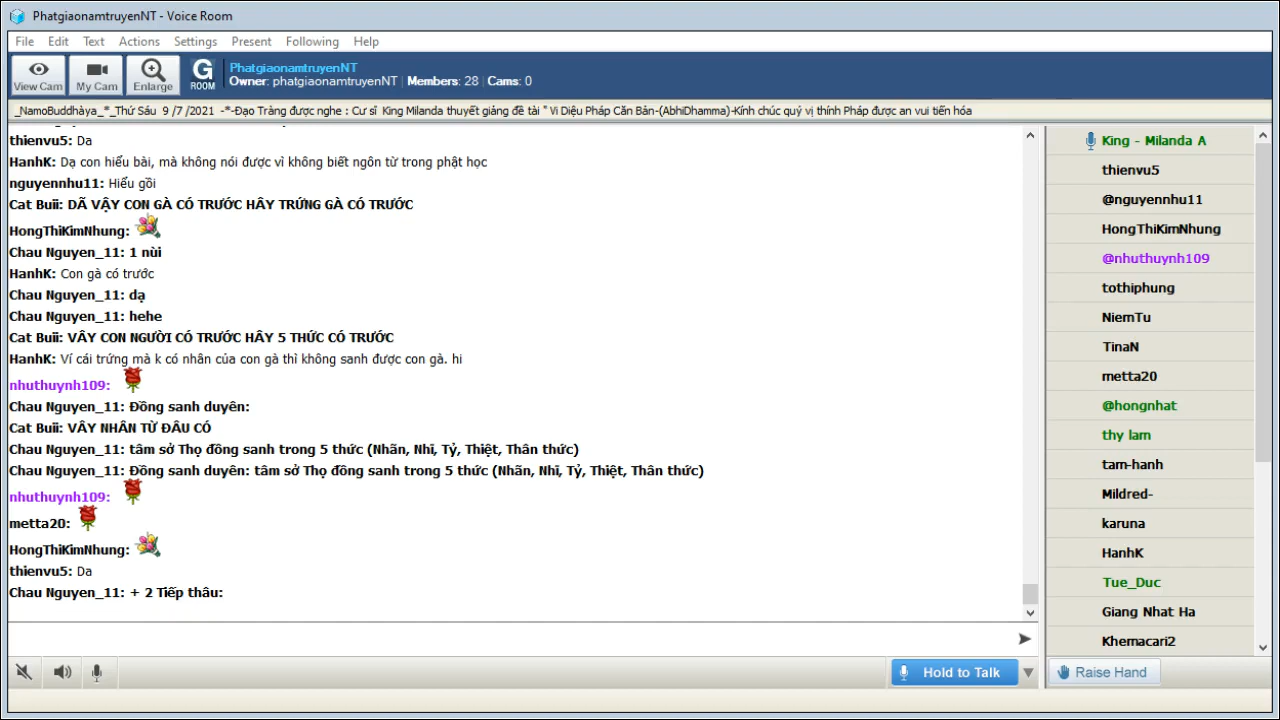 PhatgiaonamtruyenNT - Voice Room
File Edit Text Actions Settings Present Following Help
View Cam My Cam Enlarge G ROOM
PhatgiaonamtruyenNT
Owner: phatgiaonamtruyenNT Members: 28 Cams: 0
_NamoBuddhàya_*_Thứ Sáu 9 /7 /2021 -*-Đạo Tràng được nghe : Cư sĩ King Milanda thuyết giảng đề tài " Vi Diệu Pháp Căn Bản-(AbhiDhamma)-Kính chúc quý vị thính Pháp được an vui tiến hóa
thienvu5: Da
HanhK: Dạ con hiểu bài, mà không nói được vì không biết ngôn từ trong phật học
nguyennhu11: Hiểu gồi
Cat Buii: DÃ VẬY CON GÀ CÓ TRƯỚC HÂY TRỨNG GÀ CÓ TRƯỚC
HongThiKimNhung:
Chau Nguyen_11: 1 nùi
HanhK: Con gà có trước
Chau Nguyen_11: dạ
Chau Nguyen_11: hehe
Cat Buii: VÂY CON NGƯỜI CÓ TRƯỚC HÂY 5 THỨC CÓ TRƯỚC
HanhK: Ví cái trứng mà k có nhân của con gà thì không sanh được con gà. hi
nhuthuynh109:
Chau Nguyen_11: Đồng sanh duyên:
Cat Buii: VÂY NHÂN TỪ ĐÂU CÓ
Chau Nguyen_11: tâm sở Thọ đồng sanh trong 5 thức (Nhãn, Nhĩ, Tỷ, Thiệt, Thân thức)
Chau Nguyen_11: Đồng sanh duyên: tâm sở Thọ đồng sanh trong 5 thức (Nhãn, Nhĩ, Tỷ, Thiệt, Thân thức)
nhuthuynh109:
metta20:
HongThiKimNhung:
thienvu5: Da
Chau Nguyen_11: + 2 Tiếp thâu:
King - Milanda A
thienvu5
@nguyennhu11
HongThiKimNhung
@nhuthuynh109
tothiphung
NiemTu
TinaN
metta20
@hongnhat
thy lam
tam-hanh
Mildred-
karuna
HanhK
Tue_Duc
Giang Nhat Ha
Khemacari2
Hold to Talk
Raise Hand